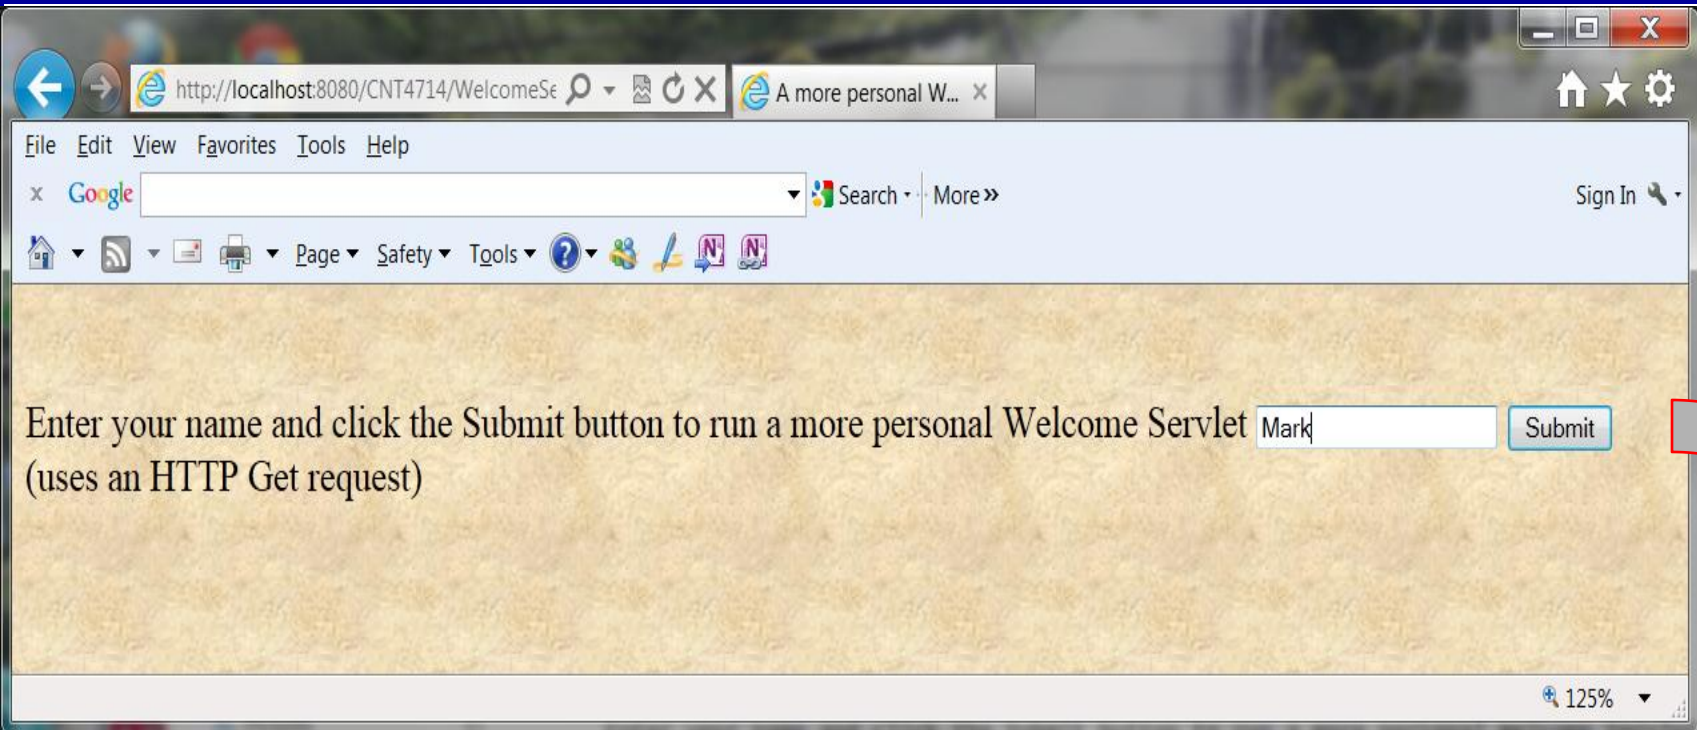 X
http://localhost:8080/CNT4714/WelcomeSe
A more personal W... ×
File Edit View Favorites Tools Help
x Google Search More »
Sign In
Page Safety Tools
Enter your name and click the Submit button to run a more personal Welcome Servlet Mark Submit
(uses an HTTP Get request)
125%